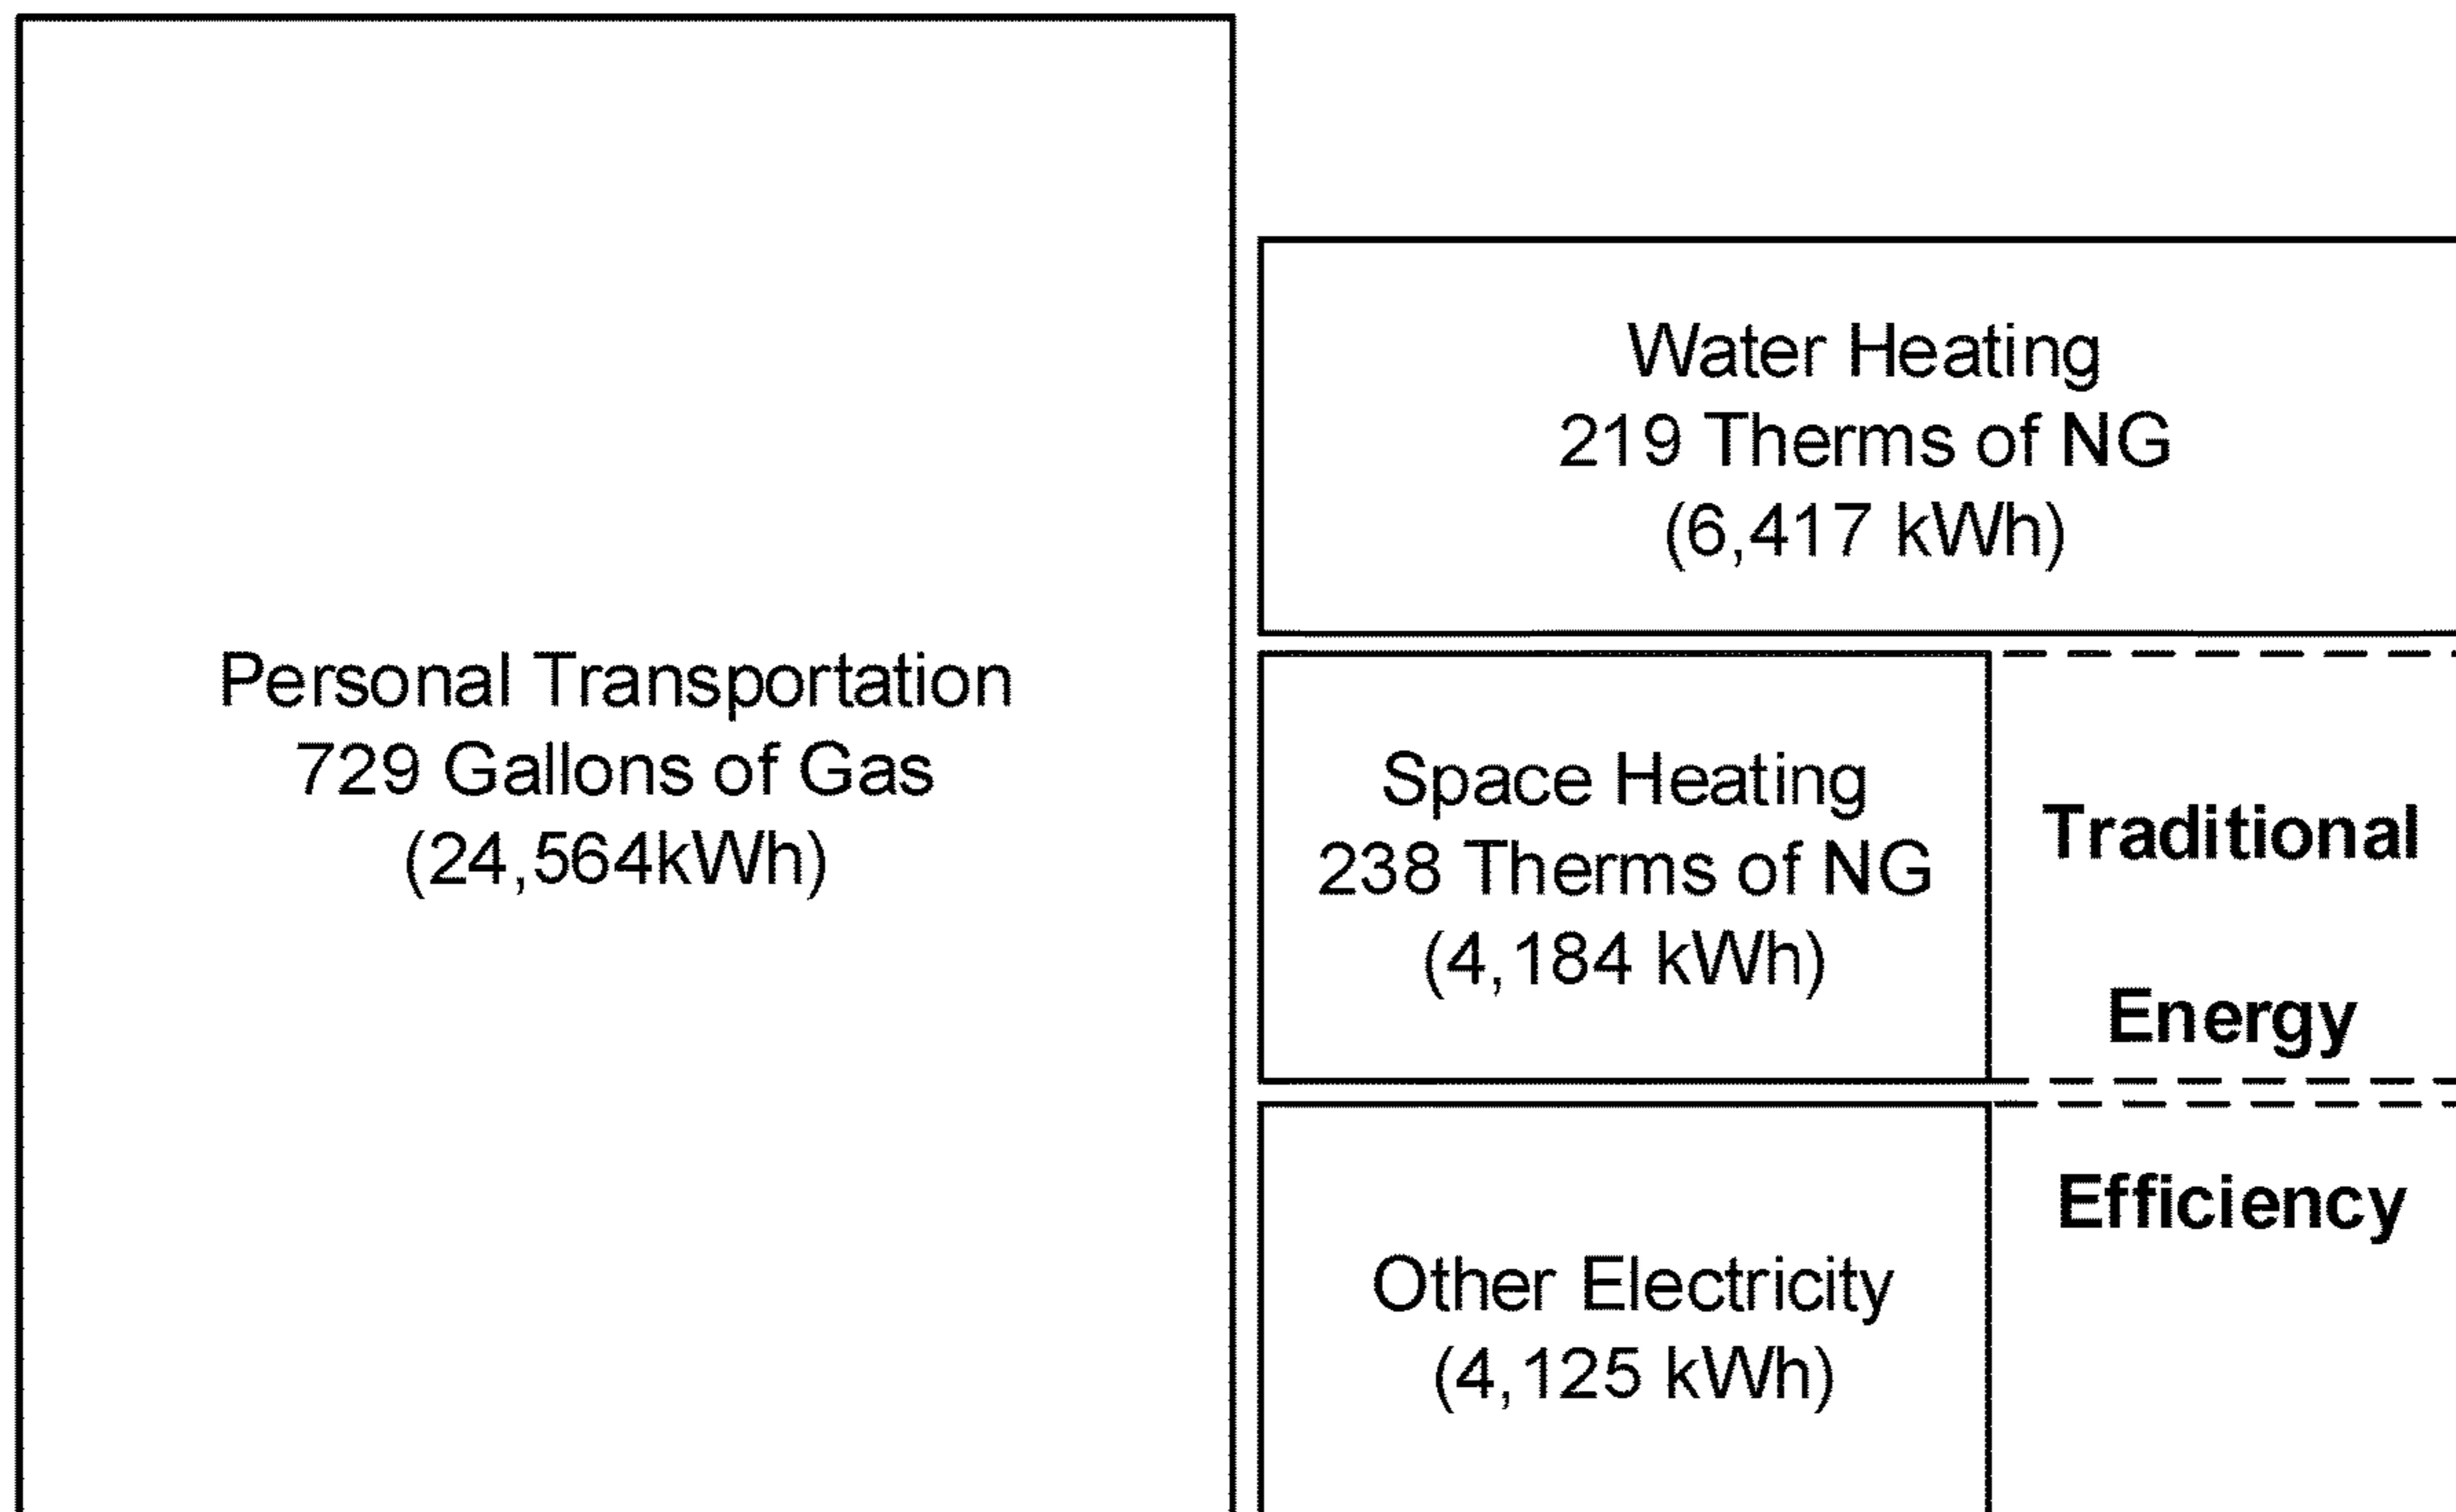 Personal Transportation
729 Gallons of Gas
(24,564kWh)
Water Heating
219 Therms of NG
(6,417 kWh)
Space Heating
238 Therms of NG
(4,184 kWh)
Other Electricity
(4,125 kWh)
Traditional
Energy
Efficiency